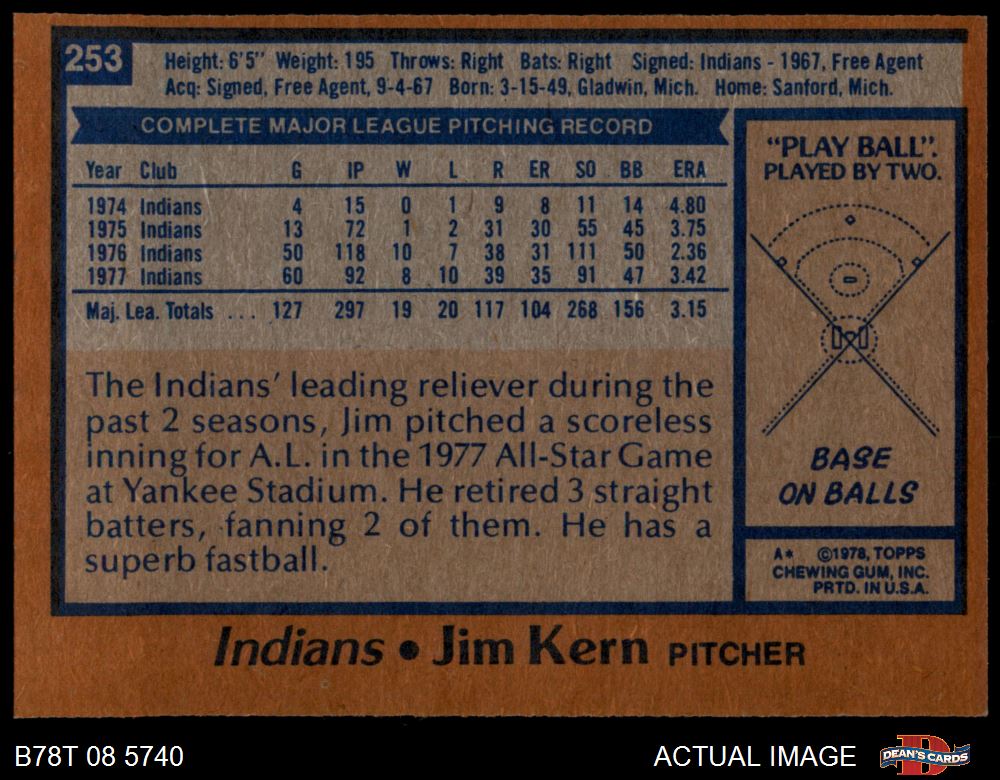 253
Height: 6'5" Weight: 195 Throws: Right Bats: Right Signed: Indians - 1967, Free Agent
Acq: Signed, Free Agent, 9-4-67 Born: 3-15-49, Gladwin, Mich. Home: Sanford, Mich.
COMPLETE MAJOR LEAGUE PITCHING RECORD
Year Club G IP W L R ER SO BB ERA
1974 Indians 4 15 0 1 9 8 11 14 4.80
1975 Indians 13 72 1 2 31 30 55 45 3.75
1976 Indians 50 118 10 7 38 31 111 50 2.36
1977 Indians 60 92 8 10 39 35 91 47 3.42
Maj. Lea. Totals ... 127 297 19 20 117 104 268 156 3.15
The Indians' leading reliever during the
past 2 seasons, Jim pitched a scoreless
inning for A.L. in the 1977 All-Star Game
at Yankee Stadium. He retired 3 straight
batters, fanning 2 of them. He has a
superb fastball.
"PLAY BALL".
PLAYED BY TWO.
BASE
ON BALLS
A* ©1978, TOPPS
CHEWING GUM, INC.
PRTD. IN U.S.A.
Indians • Jim Kern PITCHER
B78T 08 5740 ACTUAL IMAGE DEAN'S CARDS